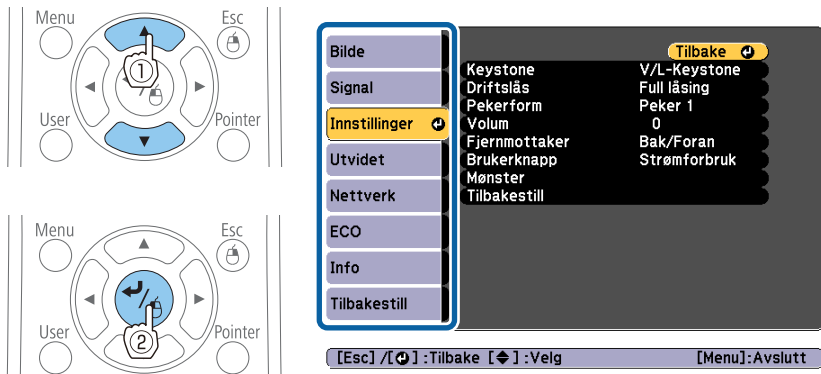 Menu
Esc
1
User
Pointer
Menu
Esc
User
2
Pointer
Bilde
Signal
Innstillinger
Utvidet
Nettverk
ECO
Info
Tilbakestill
Tilbake
Keystone V/L-Keystone
Driftslås Full låsing
Pekerform Peker 1
Volum 0
Fjernmottaker Bak/Foran
Brukerknapp Strømforbruk
Mønster
Tilbakestill
[Esc] /[ ] :Tilbake [ ] :Velg [Menu]:Avslutt